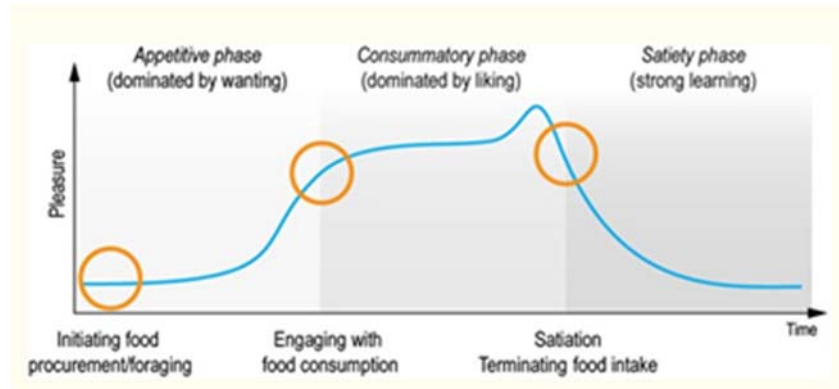 Appetitive phase
(dominated by wanting)
Consummatory phase
(dominated by liking)
Satiety phase
(strong learning)
Pleasure
Time
Initiating food
procurement/foraging
Engaging with
food consumption
Satiation
Terminating food intake